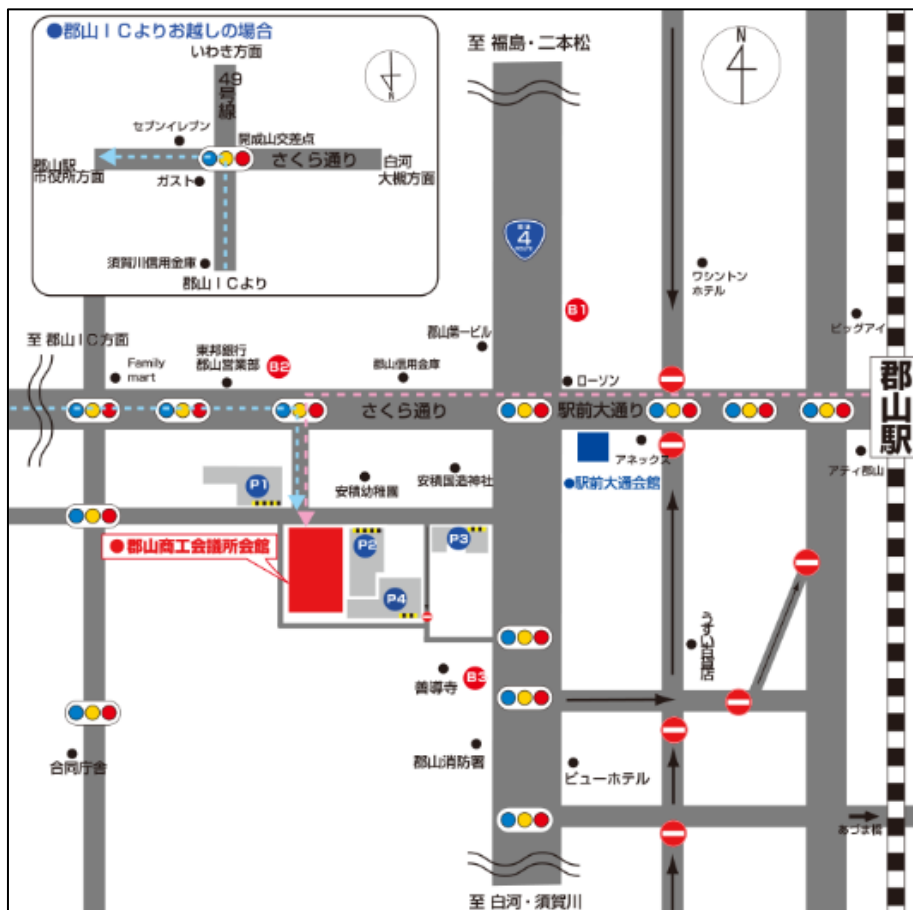 ●郡山ICよりお越しの場合
いわき方面
49号線
セブンイレブン
開成山交差点
郡山駅
市役所方面
さくら通り
白河
大槻方面
ガスト
須賀川信用金庫
郡山ICより
N
至 福島・二本松
N
国道
4
ROUTE
ワシントン
ホテル
B1
ビッグアイ
至 郡山IC方面
Family
mart
東邦銀行
郡山営業部
B2
郡山信用金庫
郡山第一ビル
ローソン
郡山駅
さくら通り
駅前大通り
アネックス
アティ郡山
●駅前大通会館
P1
安積幼稚園
安積国造神社
●郡山商工会議所会館
P2
P3
P4
うすい百貨店
善導寺
B3
合同庁舎
郡山消防署
ビューホテル
あづま橋
至 白河・須賀川